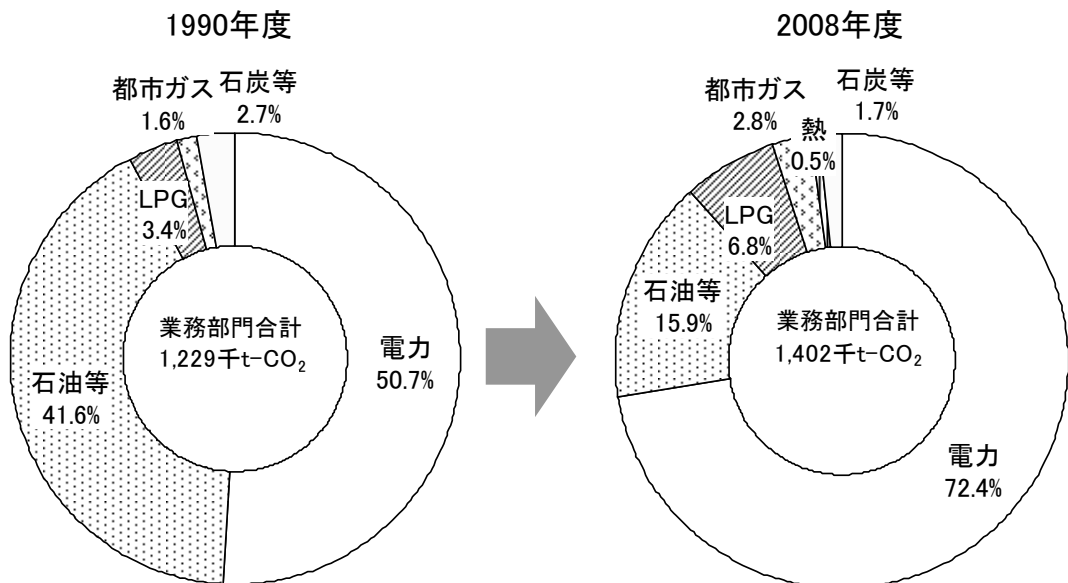 1990年度
都市ガス
1.6%
石炭等
2.7%
LPG
3.4%
石油等
41.6%
電力
50.7%
業務部門合計
1,229千t-CO₂
2008年度
都市ガス
2.8%
熱
0.5%
石炭等
1.7%
LPG
6.8%
石油等
15.9%
業務部門合計
1,402千t-CO₂
電力
72.4%